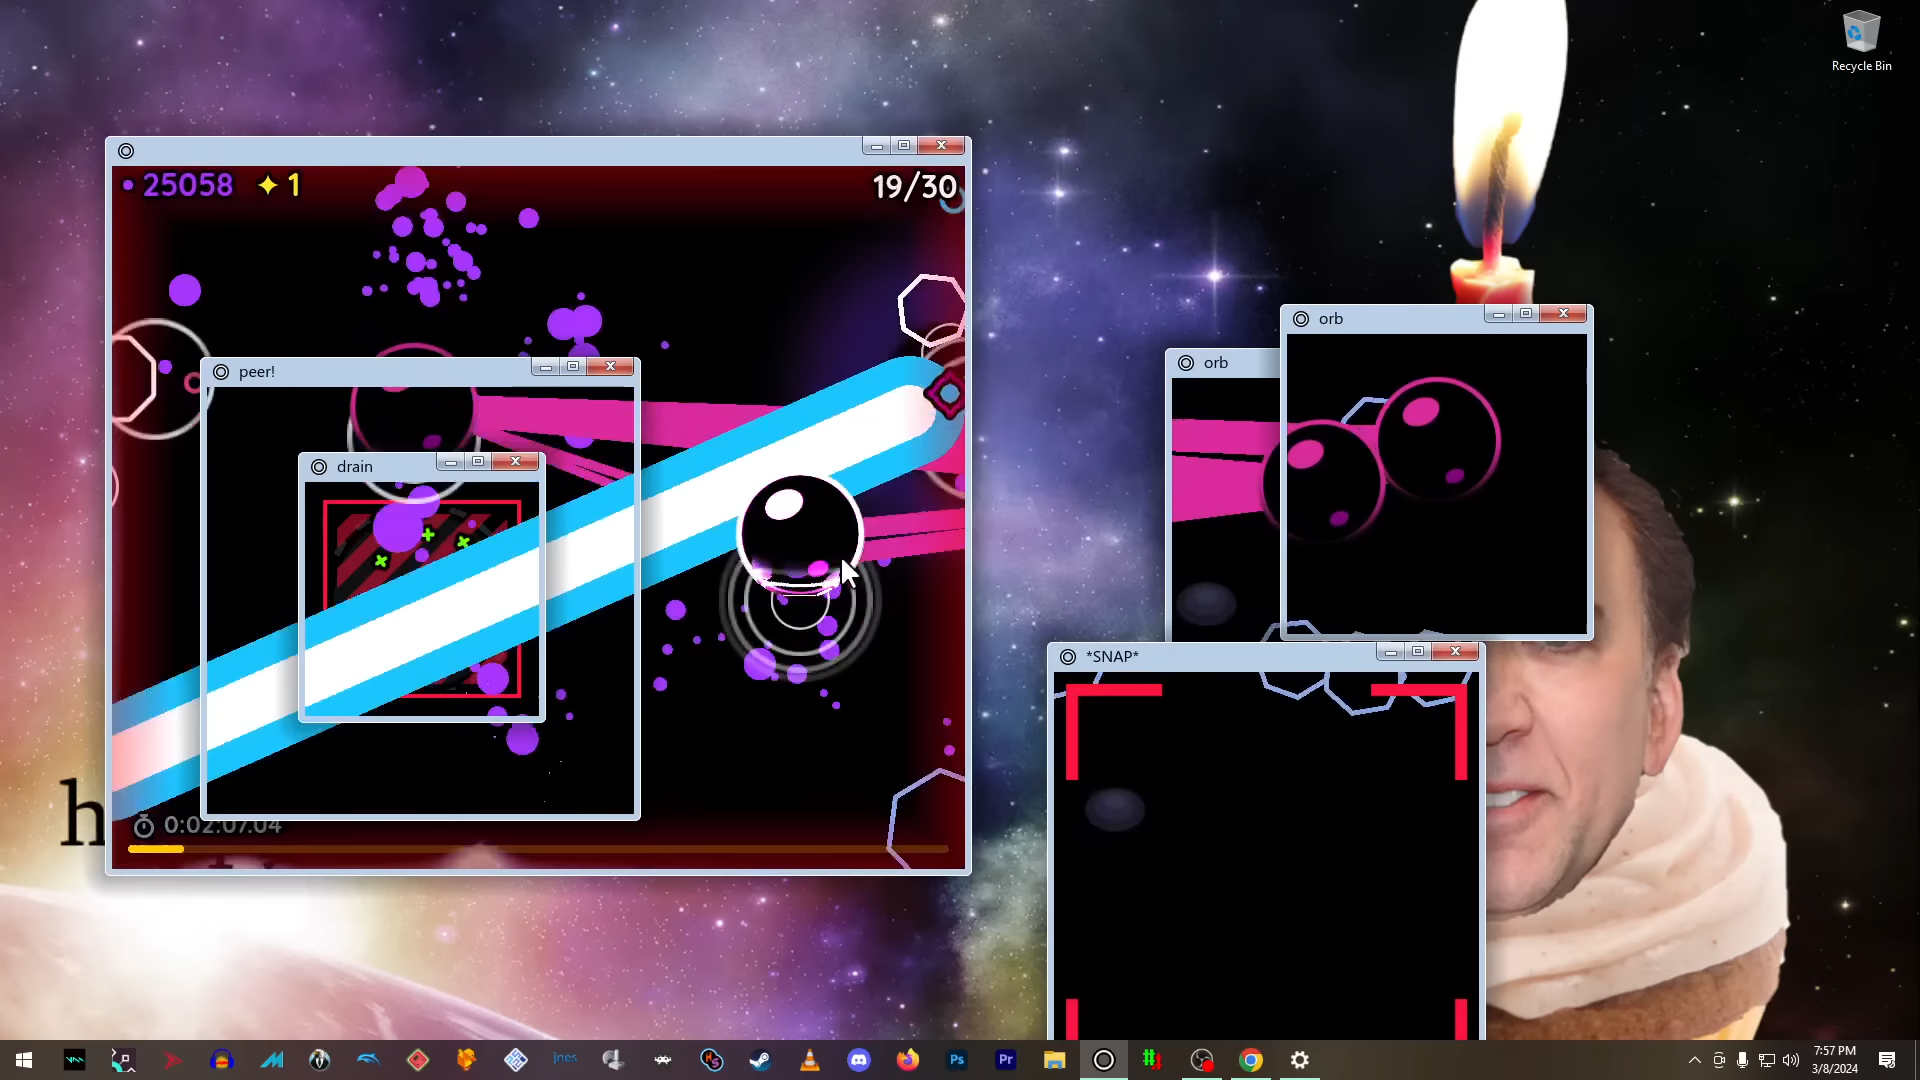 Recycle Bin
25058 1
19/30
peer!
drain
orb
orb
*SNAP*
h
0:02:07.04
jnes
Ps
Pr
7:57 PM
3/8/2024